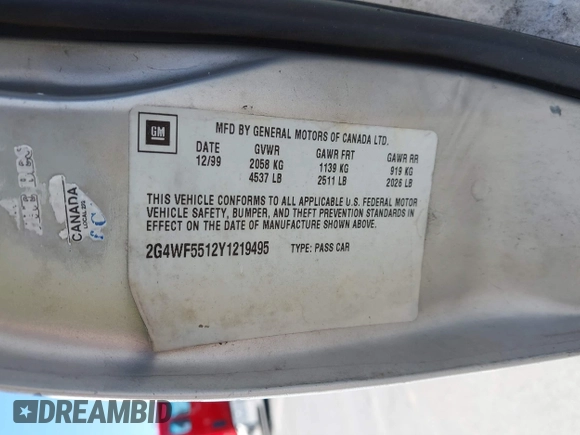 GM
MFD BY GENERAL MOTORS OF CANADA LTD.
DATE GVWR GAWR FRT GAWR RR
12/99 2058 KG 1139 KG 919 KG
4537 LB 2511 LB 2026 LB
THIS VEHICLE CONFORMS TO ALL APPLICABLE U.S. FEDERAL MOTOR
VEHICLE SAFETY, BUMPER, AND THEFT PREVENTION STANDARDS IN
EFFECT ON THE DATE OF MANUFACTURE SHOWN ABOVE.
2G4WF5512Y1219495 TYPE: PASS CAR
CANADA
LOCAL
DREAMBID